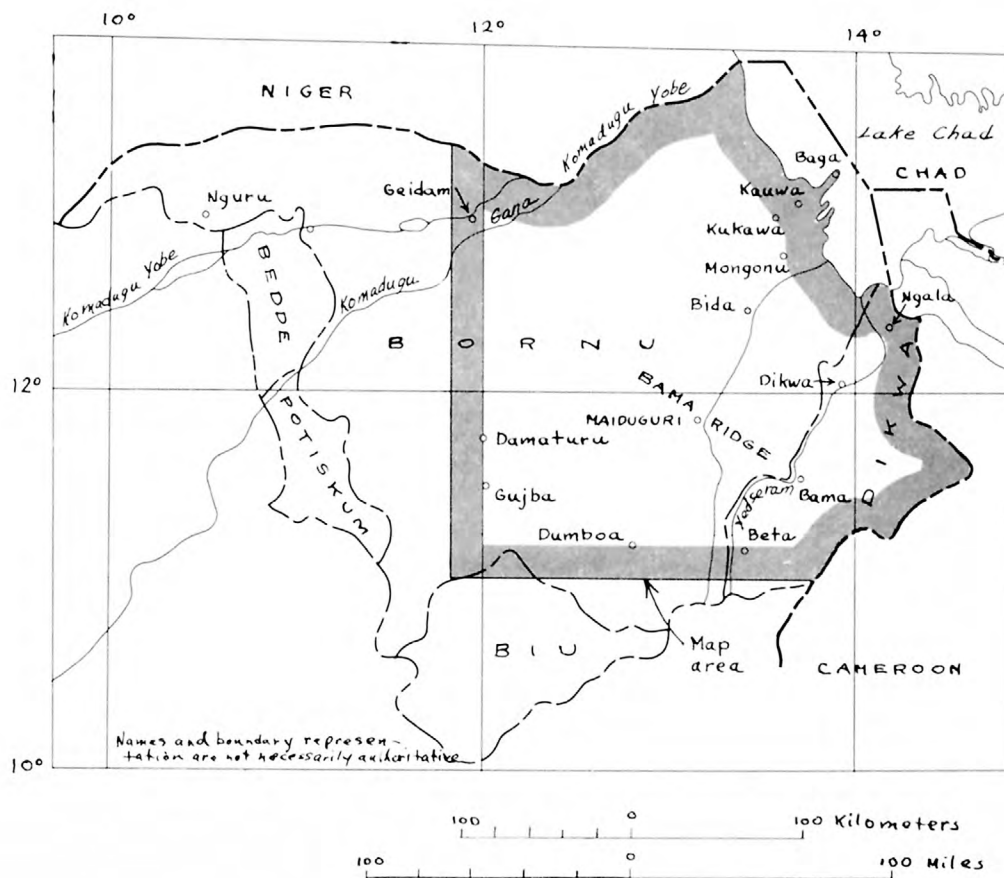 10° 12° 14°
NIGER
Komadugu Yobe
Lake Chad
Baga
CHAD
Geidam
Nguru
Gana
Kauwa
Kukawa
Komadugu Yobe
BEDDE
Komadugu
Mongonu
Bida
Ngala
BORNU
DIKWA
12°
Dikwa
BAMA RIDGE
POTISKUM
MAIDUGURI
Damaturu
Yedseram
Bama
Gujba
Dumboa
Beta
BIU
Map
area
CAMEROON
Names and boundary represen-
tation are not necessarily authoritative
10°
100 0 100 Kilometers
100 0 100 Miles